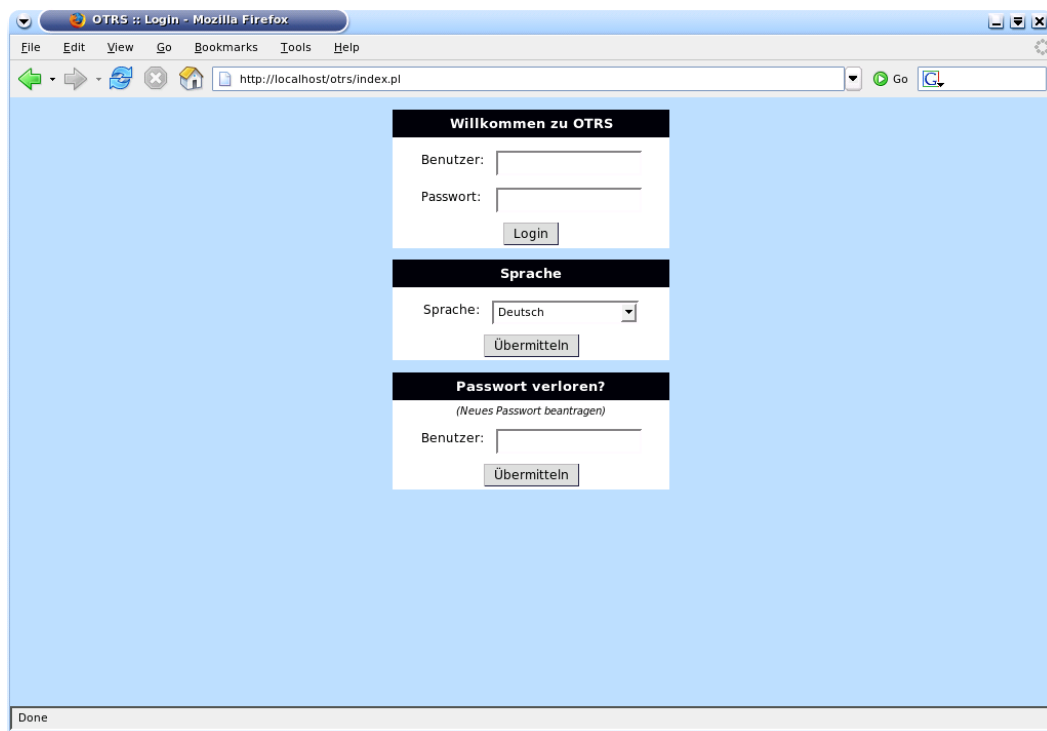 OTRS :: Login - Mozilla Firefox
File Edit View Go Bookmarks Tools Help
http://localhost/otrs/index.pl Go G
Willkommen zu OTRS
Benutzer:
Passwort:
Login
Sprache
Sprache: Deutsch
Übermitteln
Passwort verloren?
(Neues Passwort beantragen)
Benutzer:
Übermitteln
Done